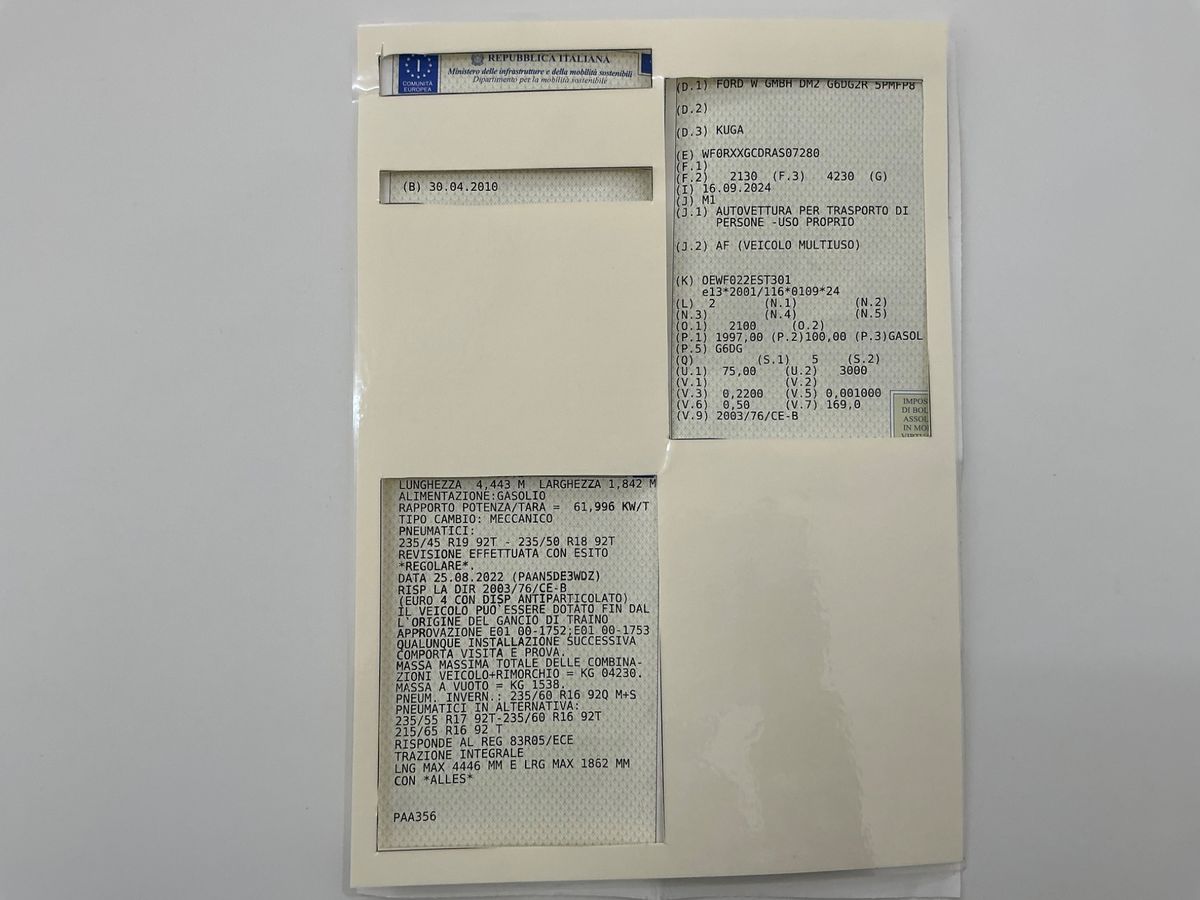 REPUBBLICA ITALIANA
COMUNITÀ EUROPEA
Ministero delle infrastrutture e della mobilità sostenibili
Dipartimento per la mobilità sostenibile
(B) 30.04.2010
(D.1) FORD W GMBH DM2 G6DG2R 5PMFP8
(D.2)
(D.3) KUGA
(E) WF0RXXGCDRAS07280
(F.1)
(F.2) 2130 (F.3) 4230 (G)
(I) 16.09.2024
(J) M1
(J.1) AUTOVETTURA PER TRASPORTO DI
PERSONE -USO PROPRIO
(J.2) AF (VEICOLO MULTIUSO)
(K) OEWF022EST301
e13*2001/116*0109*24
(L) 2 (N.1) (N.2)
(N.3) (N.4) (N.5)
(O.1) 2100 (O.2)
(P.1) 1997,00 (P.2)100,00 (P.3)GASOL
(P.5) G6DG
(Q) (S.1) 5 (S.2)
(U.1) 75,00 (U.2) 3000
(V.1) (V.2)
(V.3) 0,2200 (V.5) 0,001000
(V.6) 0,50 (V.7) 169,0
(V.9) 2003/76/CE-B
IMPOS
DI BOL
ASSOL
IN MO
LUNGHEZZA 4,443 M LARGHEZZA 1,842 M
ALIMENTAZIONE:GASOLIO
RAPPORTO POTENZA/TARA = 61,996 KW/T
TIPO CAMBIO: MECCANICO
PNEUMATICI:
235/45 R19 92T - 235/50 R18 92T
REVISIONE EFFETTUATA CON ESITO
*REGOLARE*.
DATA 25.08.2022 (PAAN5DE3WDZ)
RISP LA DIR 2003/76/CE-B
(EURO 4 CON DISP ANTIPARTICOLATO)
IL VEICOLO PUO'ESSERE DOTATO FIN DAL
L'ORIGINE DEL GANCIO DI TRAINO
APPROVAZIONE E01 00-1752;E01 00-1753
QUALUNQUE INSTALLAZIONE SUCCESSIVA
COMPORTA VISITA E PROVA.
MASSA MASSIMA TOTALE DELLE COMBINA-
ZIONI VEICOLO+RIMORCHIO = KG 04230.
MASSA A VUOTO = KG 1538.
PNEUM. INVERN.: 235/60 R16 92Q M+S
PNEUMATICI IN ALTERNATIVA:
235/55 R17 92T-235/60 R16 92T
215/65 R16 92 T
RISPONDE AL REG 83R05/ECE
TRAZIONE INTEGRALE
LNG MAX 4446 MM E LRG MAX 1862 MM
CON *ALLES*
PAA356